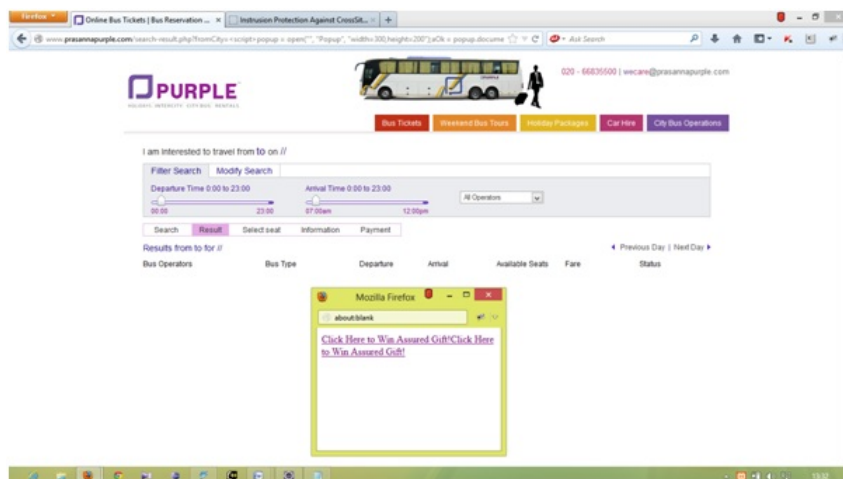 Firefox
Online Bus Tickets | Bus Reservation ...
Instrusion Protection Against CrossSit...
www.prasannapurple.com/search-result.php?fromCity=<script>popup = open("", "Popup", "width=300,height=200");aOk = popup.docume
Ask Search
PURPLE
HOLIDAYS INTERCITY CITY-BUS RENTALS
020 - 66835500 | wecare@prasannapurple.com
Bus Tickets
Weekend Bus Tours
Holiday Packages
Car Hire
City Bus Operations
I am interested to travel from to on //
Filter Search
Modify Search
Departure Time 0:00 to 23:00
Arrival Time 0:00 to 23:00
All Operators
00:00
23:00
07:00am
12:00pm
Search
Result
Select seat
Information
Payment
Results from to for //
Previous Day | Next Day
Bus Operators
Bus Type
Departure
Arrival
Available Seats
Fare
Status
Mozilla Firefox
about:blank
Click Here to Win Assured Gift!Click Here
to Win Assured Gift!
13:32